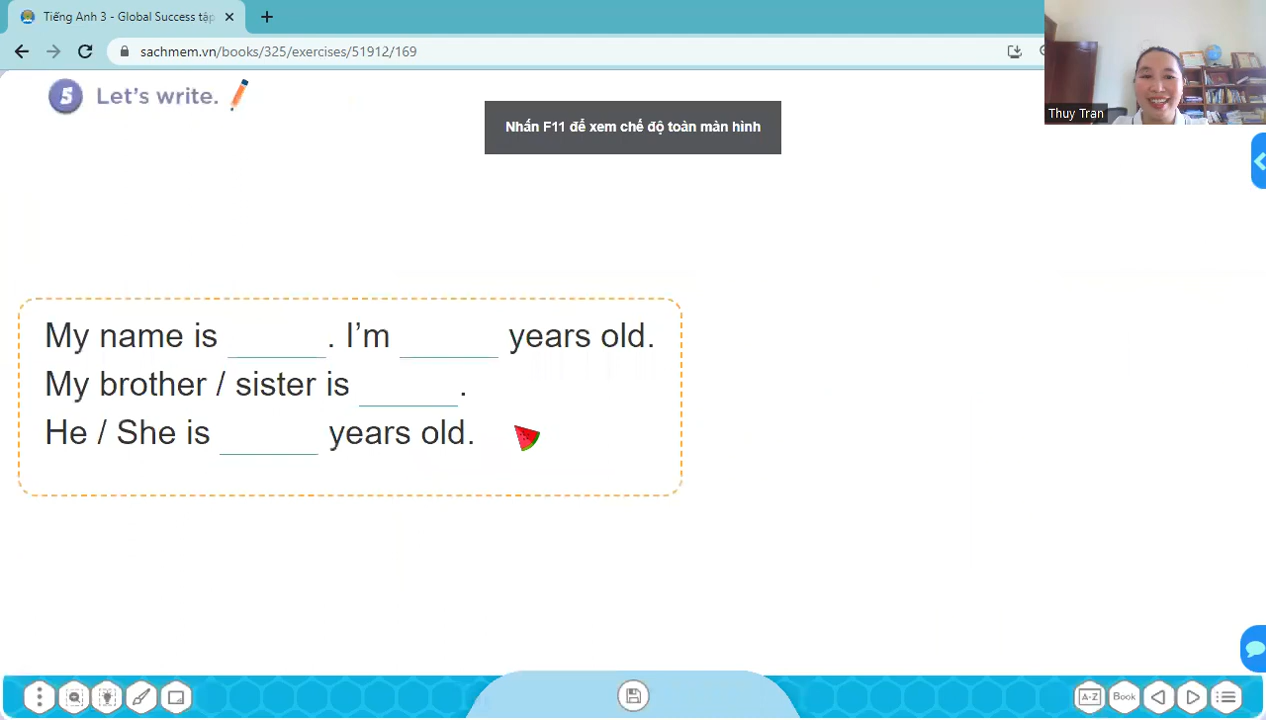 Tiếng Anh 3 - Global Success tập
sachmem.vn/books/325/exercises/51912/169
5 Let's write.
Nhấn F11 để xem chế độ toàn màn hình
Thuy Tran
My name is ______. I'm ______ years old.
My brother / sister is ______.
He / She is ______ years old.
A-Z Book